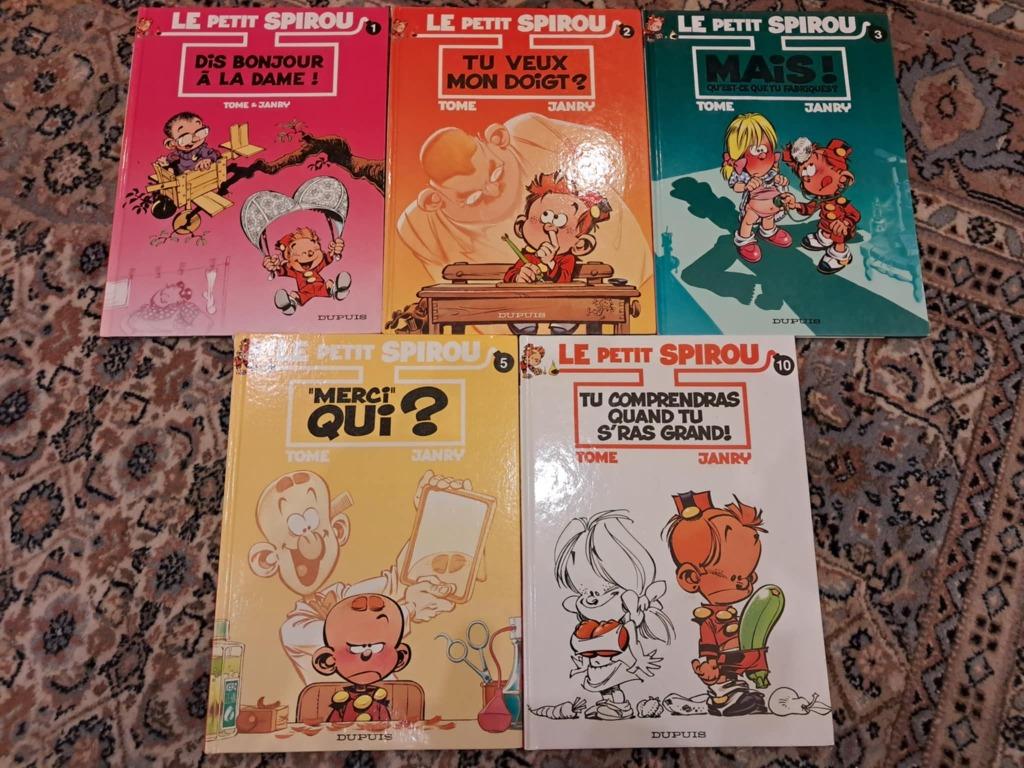 LE PETIT SPIROU 1
DIS BONJOUR
À LA DAME !
TOME & JANRY
DUPUIS
LE PETIT SPIROU 2
TU VEUX
MON DOIGT ?
TOME JANRY
DUPUIS
LE PETIT SPIROU 3
MAIS !
QU'EST-CE QUE TU FABRIQUES ?
TOME JANRY
DUPUIS
LE PETIT SPIROU 5
"MERCI"
QUI ?
TOME JANRY
DUPUIS
LE PETIT SPIROU 10
TU COMPRENDRAS
QUAND TU
S'RAS GRAND !
TOME JANRY
DUPUIS